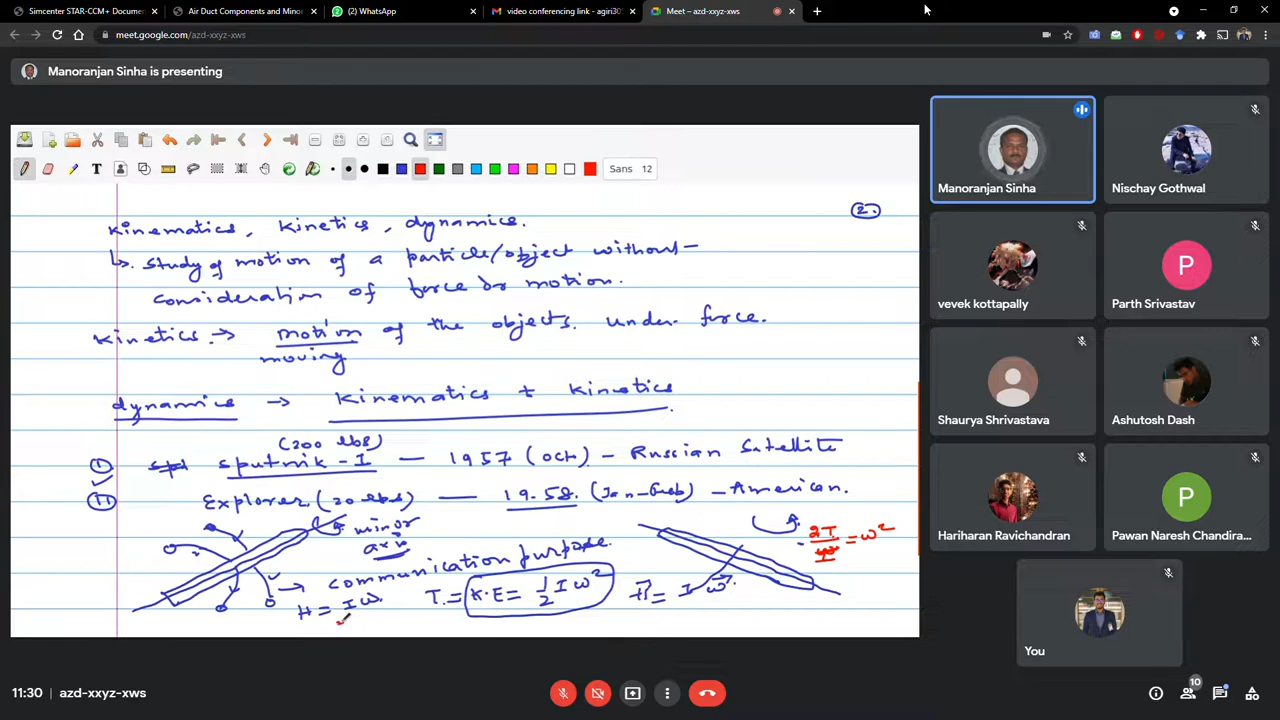 Simcenter STAR-CCM+ Documen
Air Duct Components and Minor
(2) WhatsApp
video conferencing link - agiri305
Meet – azd-xxyz-xws
meet.google.com/azd-xxyz-xws
Manoranjan Sinha is presenting
Sans 12
2.
Kinematics, Kinetics, dynamics.
↳ study of motion of a particle/object without
consideration of force or motion.
Kinetics → motion of the objects under force.
moving
dynamics → Kinematics + Kinetics
(200 lbs)
① Sputnik-I — 1957 (Oct) - Russian Satellite
Explorer (20 lbs) — 19.58. (Jan-Feb) - American.
minor
axis
2T
= ω²
I
→ communication purpose
H = Iω
T = K.E = ½ I ω²
H = I ω
Manoranjan Sinha
Nischay Gothwal
vevek kottapally
P
Parth Srivastav
Shaurya Shrivastava
Ashutosh Dash
Hariharan Ravichandran
P
Pawan Naresh Chandira...
You
11:30
azd-xxyz-xws
10